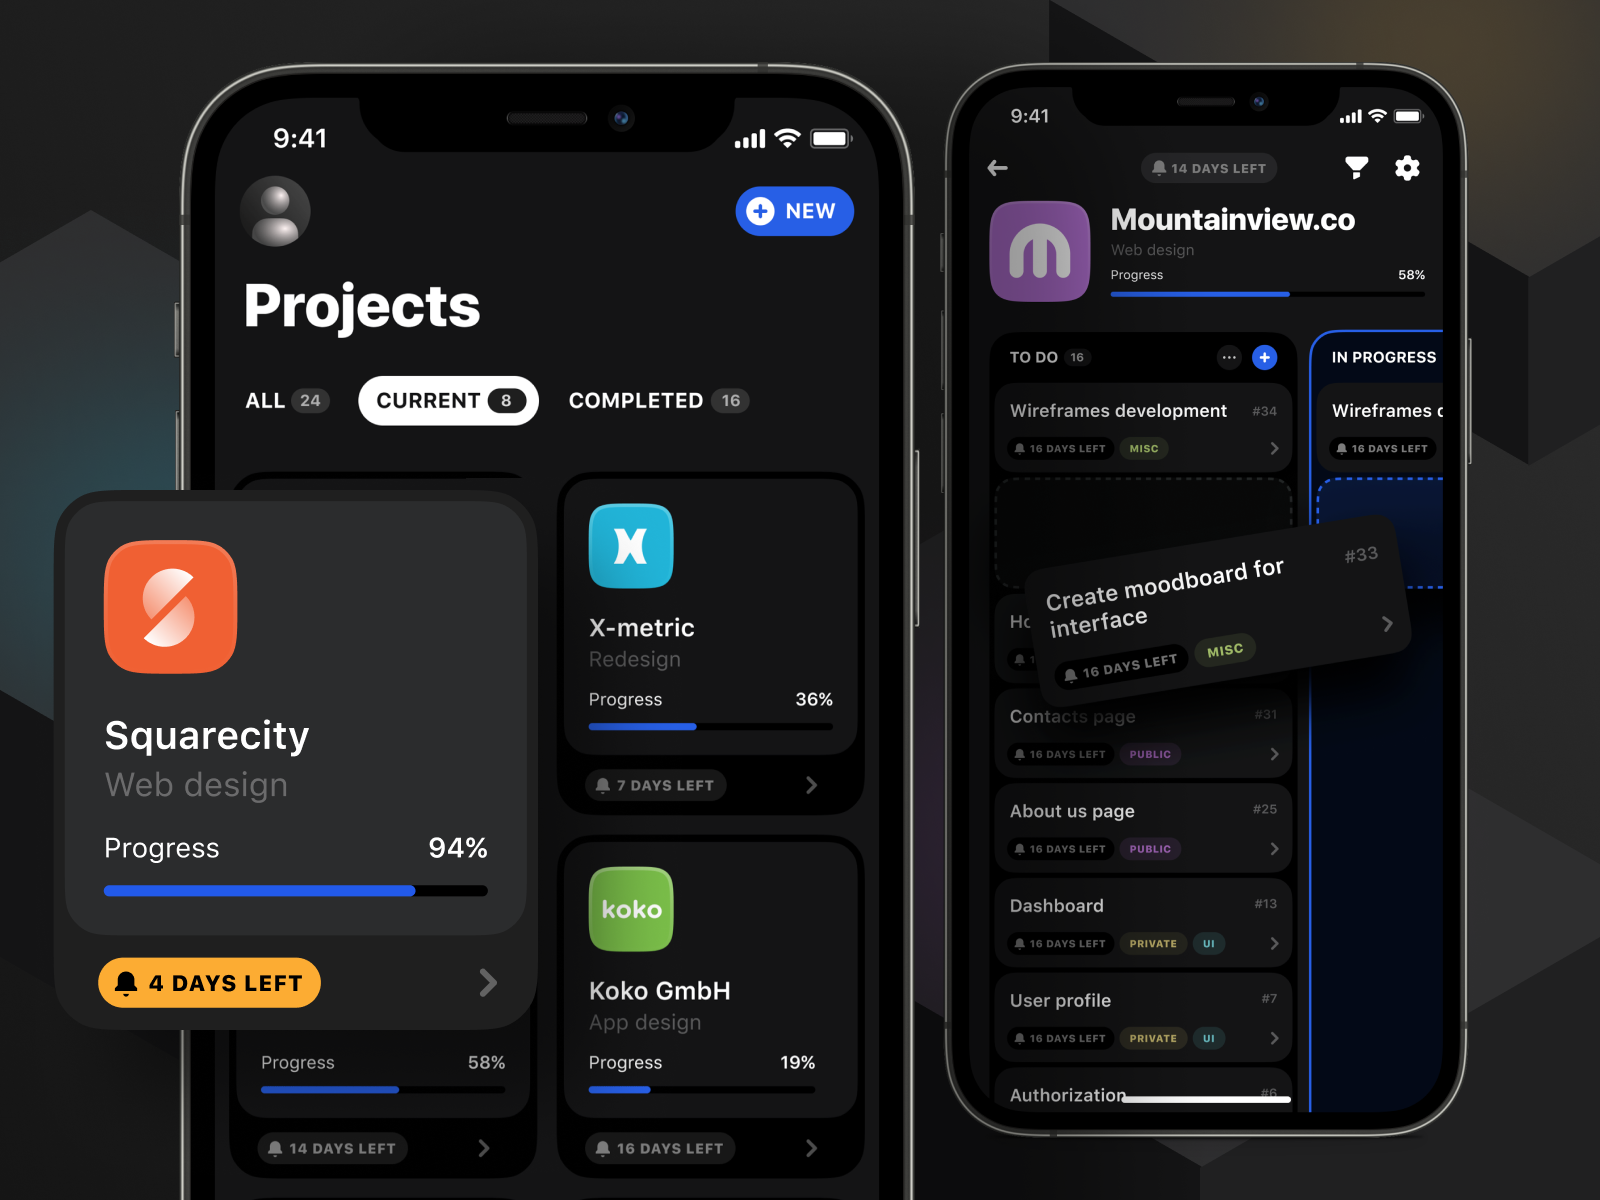 9:41
NEW
Projects
ALL 24
CURRENT 8
COMPLETED 16
Squarecity
Web design
Progress 94%
4 DAYS LEFT
X-metric
Redesign
Progress 36%
7 DAYS LEFT
koko
Koko GmbH
App design
Progress 19%
16 DAYS LEFT
Progress 58%
14 DAYS LEFT
9:41
14 DAYS LEFT
Mountainview.co
Web design
Progress 58%
TO DO 16
Wireframes development #34
16 DAYS LEFT MISC
Create moodboard for #33
interface
16 DAYS LEFT MISC
Contacts page #31
16 DAYS LEFT PUBLIC
About us page #25
16 DAYS LEFT PUBLIC
Dashboard #13
16 DAYS LEFT PRIVATE UI
User profile #7
16 DAYS LEFT PRIVATE UI
Authorization #6
IN PROGRESS
Wireframes
16 DAYS LEFT